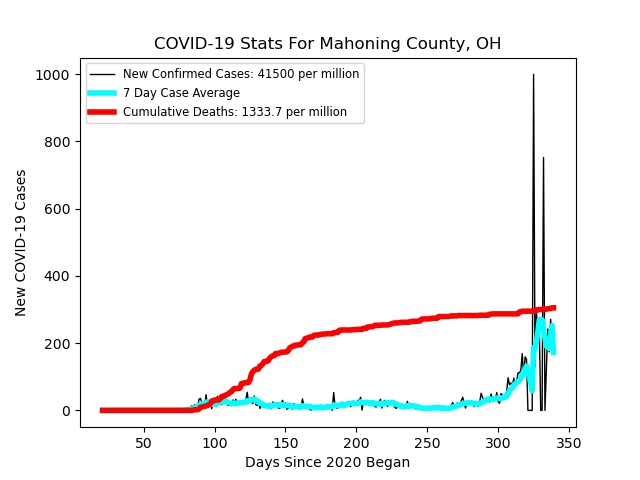 COVID-19 Stats For Mahoning County, OH
New Confirmed Cases: 41500 per million
7 Day Case Average
Cumulative Deaths: 1333.7 per million
New COVID-19 Cases
1000
800
600
400
200
0
50 100 150 200 250 300 350
Days Since 2020 Began